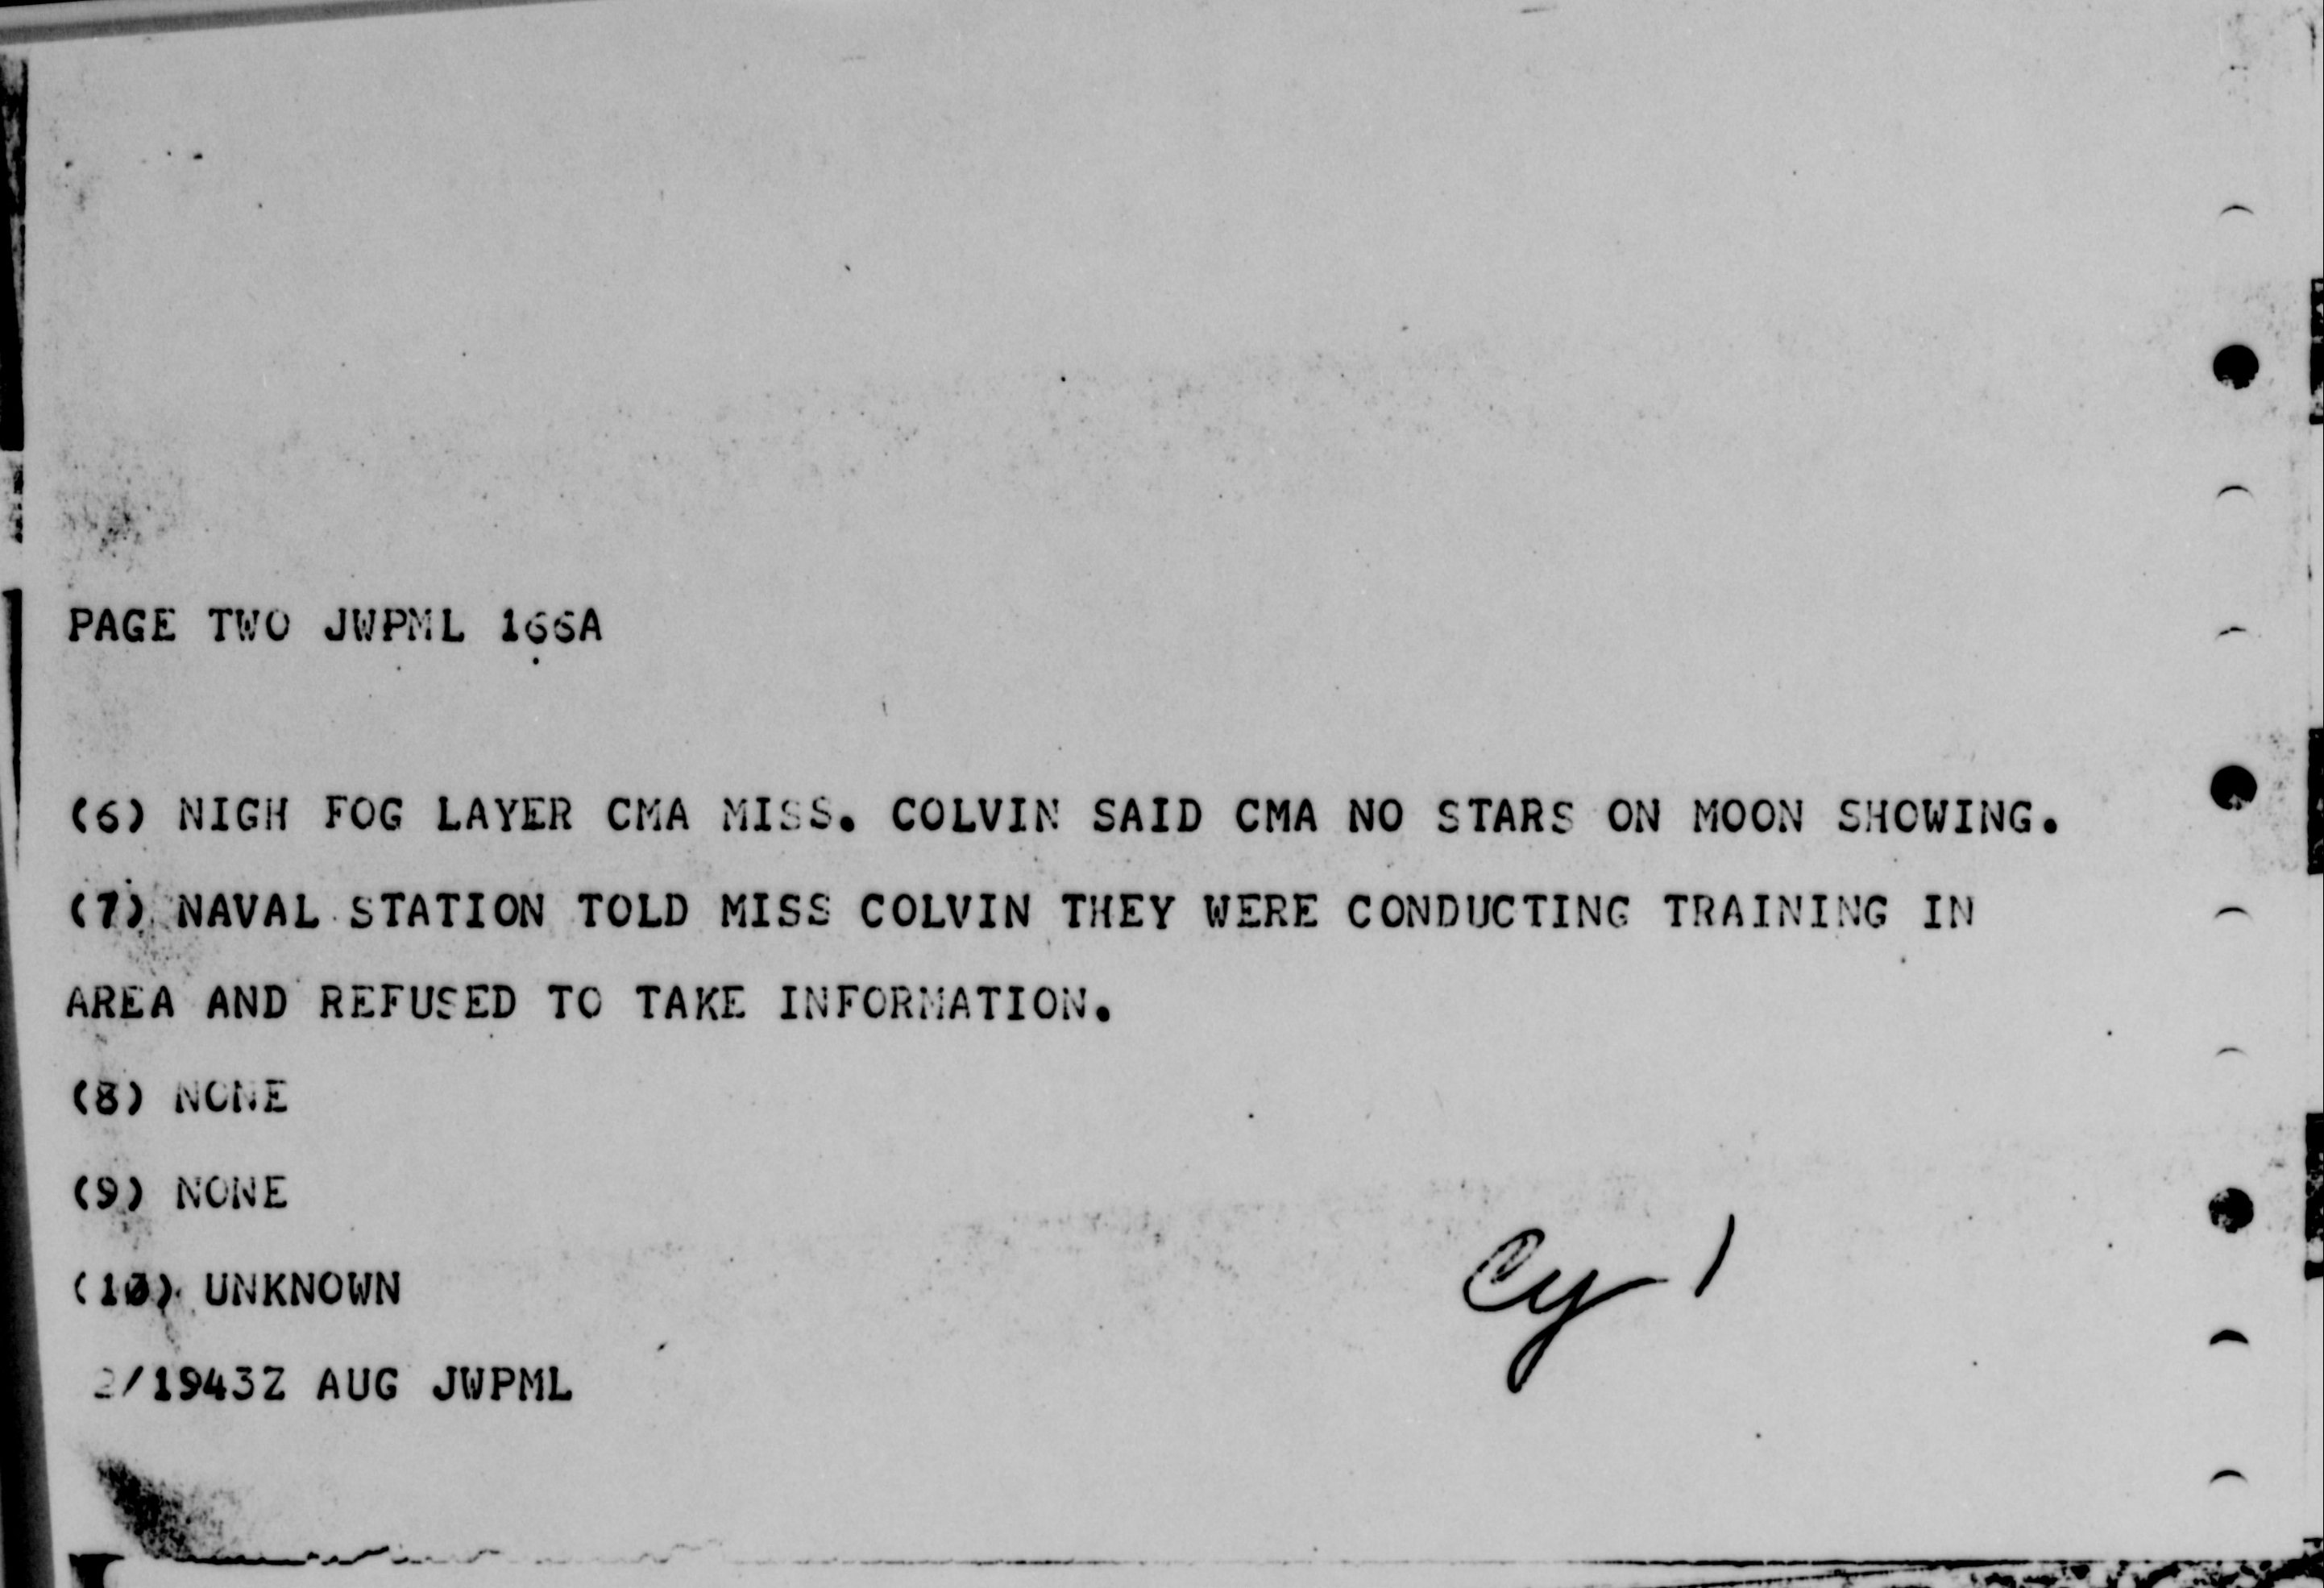 PAGE TWO JWPML 166A
(6) NIGH FOG LAYER CMA MISS. COLVIN SAID CMA NO STARS ON MOON SHOWING.
(7) NAVAL STATION TOLD MISS COLVIN THEY WERE CONDUCTING TRAINING IN
AREA AND REFUSED TO TAKE INFORMATION.
(8) NONE
(9) NONE
(10) UNKNOWN
Cy 1
2/1943Z AUG JWPML